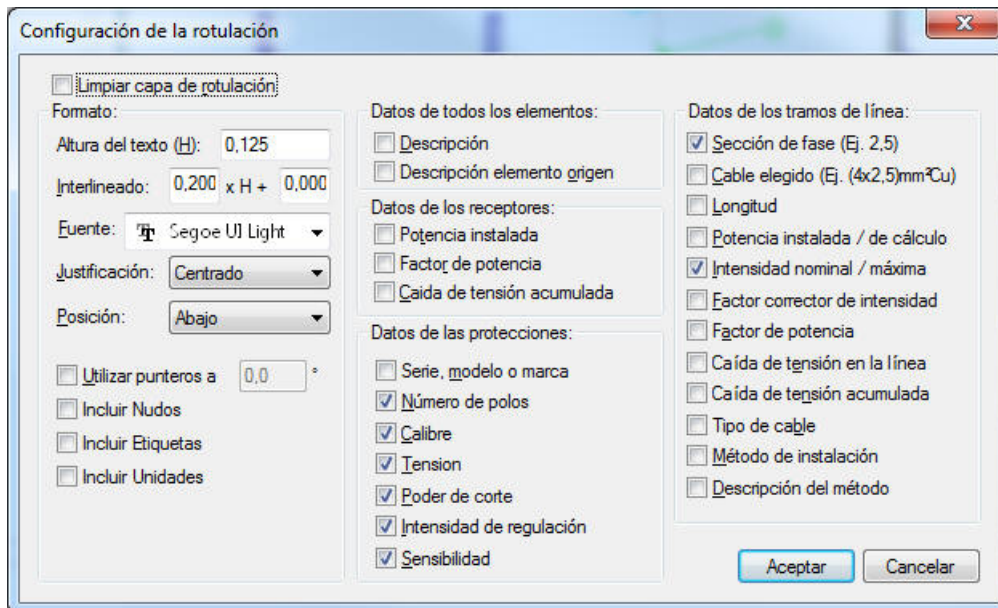 Configuración de la rotulación
Limpiar capa de rotulación
Formato:
Altura del texto (H): 0,125
Interlineado: 0,200 x H + 0,000
Fuente: Segoe UI Light
Justificación: Centrado
Posición: Abajo
Utilizar punteros a 0,0 °
Incluir Nudos
Incluir Etiquetas
Incluir Unidades
Datos de todos los elementos:
Descripción
Descripción elemento origen
Datos de los receptores:
Potencia instalada
Factor de potencia
Caida de tensión acumulada
Datos de las protecciones:
Serie, modelo o marca
Número de polos
Calibre
Tension
Poder de corte
Intensidad de regulación
Sensibilidad
Datos de los tramos de línea:
Sección de fase (Ej. 2,5)
Cable elegido (Ej. (4x2,5)mm²Cu)
Longitud
Potencia instalada / de cálculo
Intensidad nominal / máxima
Factor corrector de intensidad
Factor de potencia
Caída de tensión en la línea
Caída de tensión acumulada
Tipo de cable
Método de instalación
Descripción del método
Aceptar Cancelar